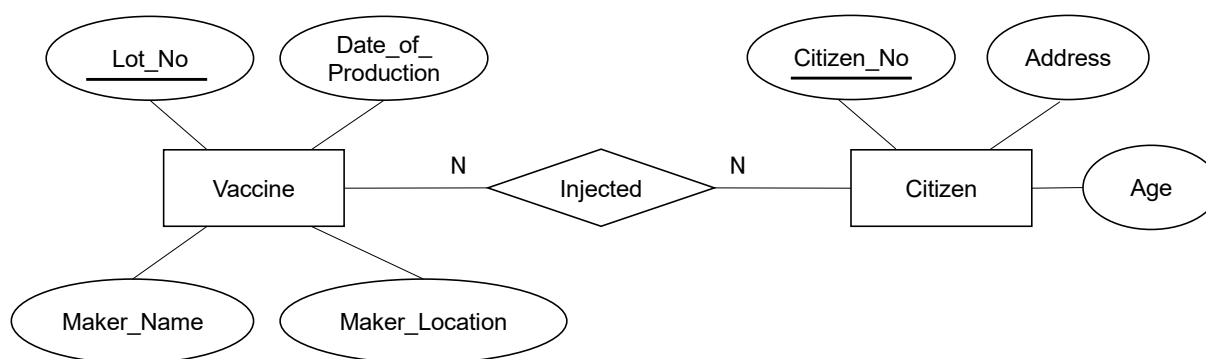 Lot_No
Date_of_
Production
Citizen_No
Address
Vaccine
N
Injected
N
Citizen
Age
Maker_Name
Maker_Location